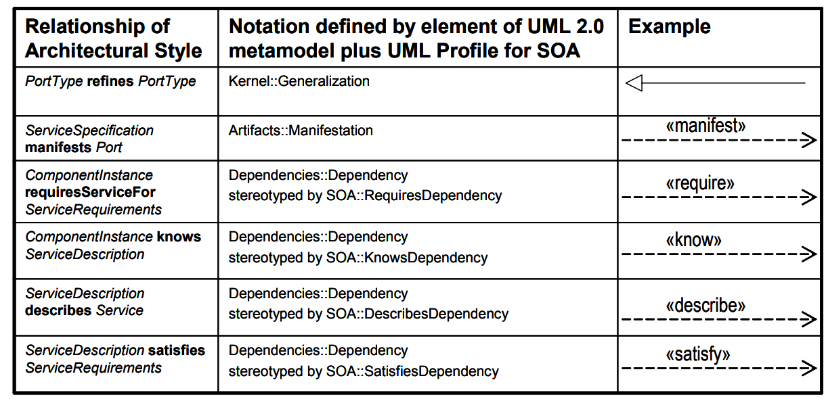 Relationship of
Architectural Style
Notation defined by element of UML 2.0
metamodel plus UML Profile for SOA
Example
PortType refines PortType
Kernel::Generalization
ServiceSpecification
manifests Port
Artifacts::Manifestation
«manifest»
ComponentInstance
requiresServiceFor
ServiceRequirements
Dependencies::Dependency
stereotyped by SOA::RequiresDependency
«require»
ComponentInstance knows
ServiceDescription
Dependencies::Dependency
stereotyped by SOA::KnowsDependency
«know»
ServiceDescription
describes Service
Dependencies::Dependency
stereotyped by SOA::DescribesDependency
«describe»
ServiceDescription satisfies
ServiceRequirements
Dependencies::Dependency
stereotyped by SOA::SatisfiesDependency
«satisfy»